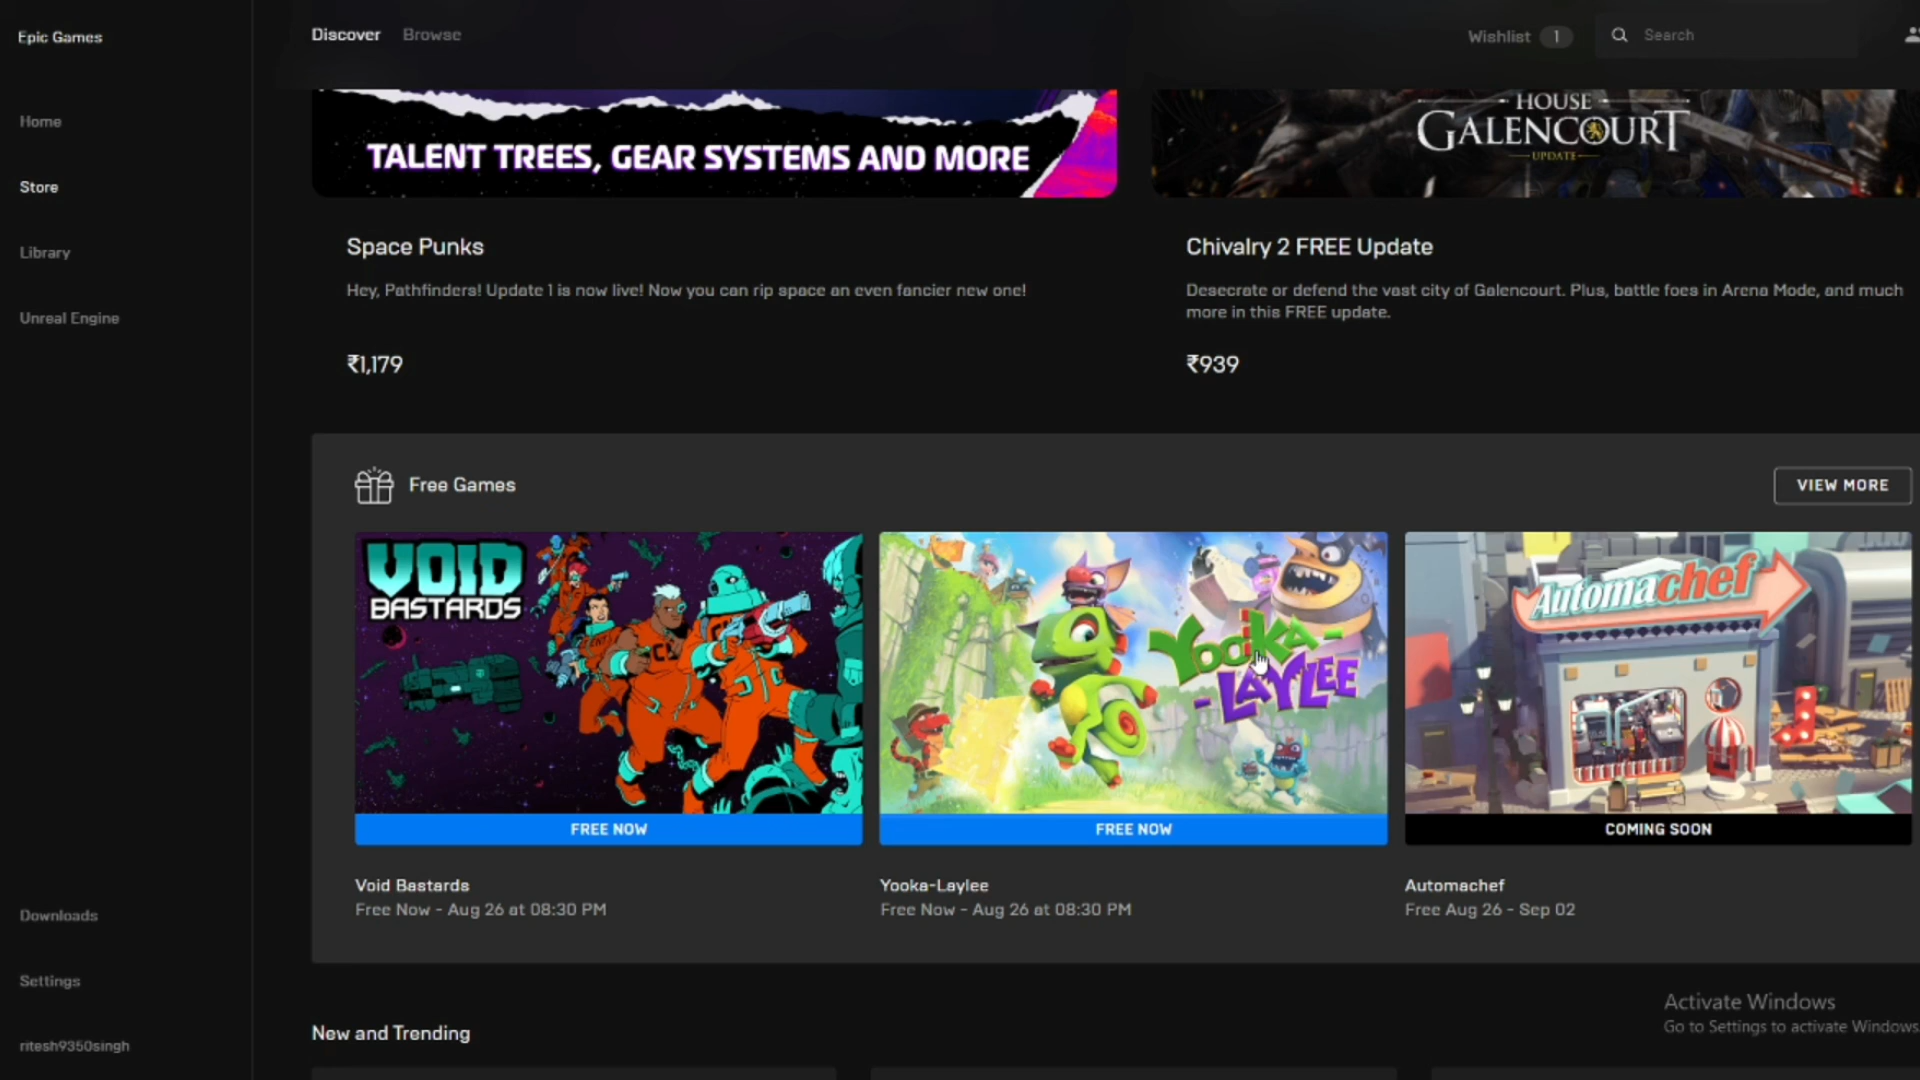 Epic Games
Discover Browse
Wishlist 1
Search
Home
Store
Library
Unreal Engine
TALENT TREES, GEAR SYSTEMS AND MORE
HOUSE
GALENCOURT
UPDATE
Space Punks
Hey, Pathfinders! Update 1 is now live! Now you can rip space an even fancier new one!
₹1,179
Chivalry 2 FREE Update
Desecrate or defend the vast city of Galencourt. Plus, battle foes in Arena Mode, and much
more in this FREE update.
₹939
Free Games
VIEW MORE
VOID
BASTARDS
YOOKA-
-LAYLEE
Automachef
FREE NOW
FREE NOW
COMING SOON
Void Bastards
Free Now - Aug 26 at 08:30 PM
Yooka-Laylee
Free Now - Aug 26 at 08:30 PM
Automachef
Free Aug 26 - Sep 02
Downloads
Settings
ritesh9350singh
New and Trending
Activate Windows
Go to Settings to activate Windows.